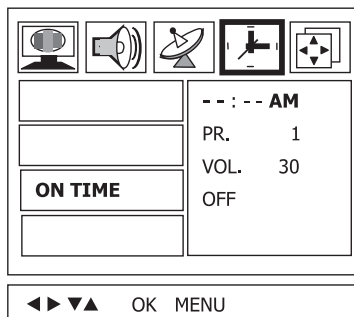 - - : - - AM
PR. 1
VOL. 30
ON TIME
OFF
◀ ▶ ▼▲ OK MENU